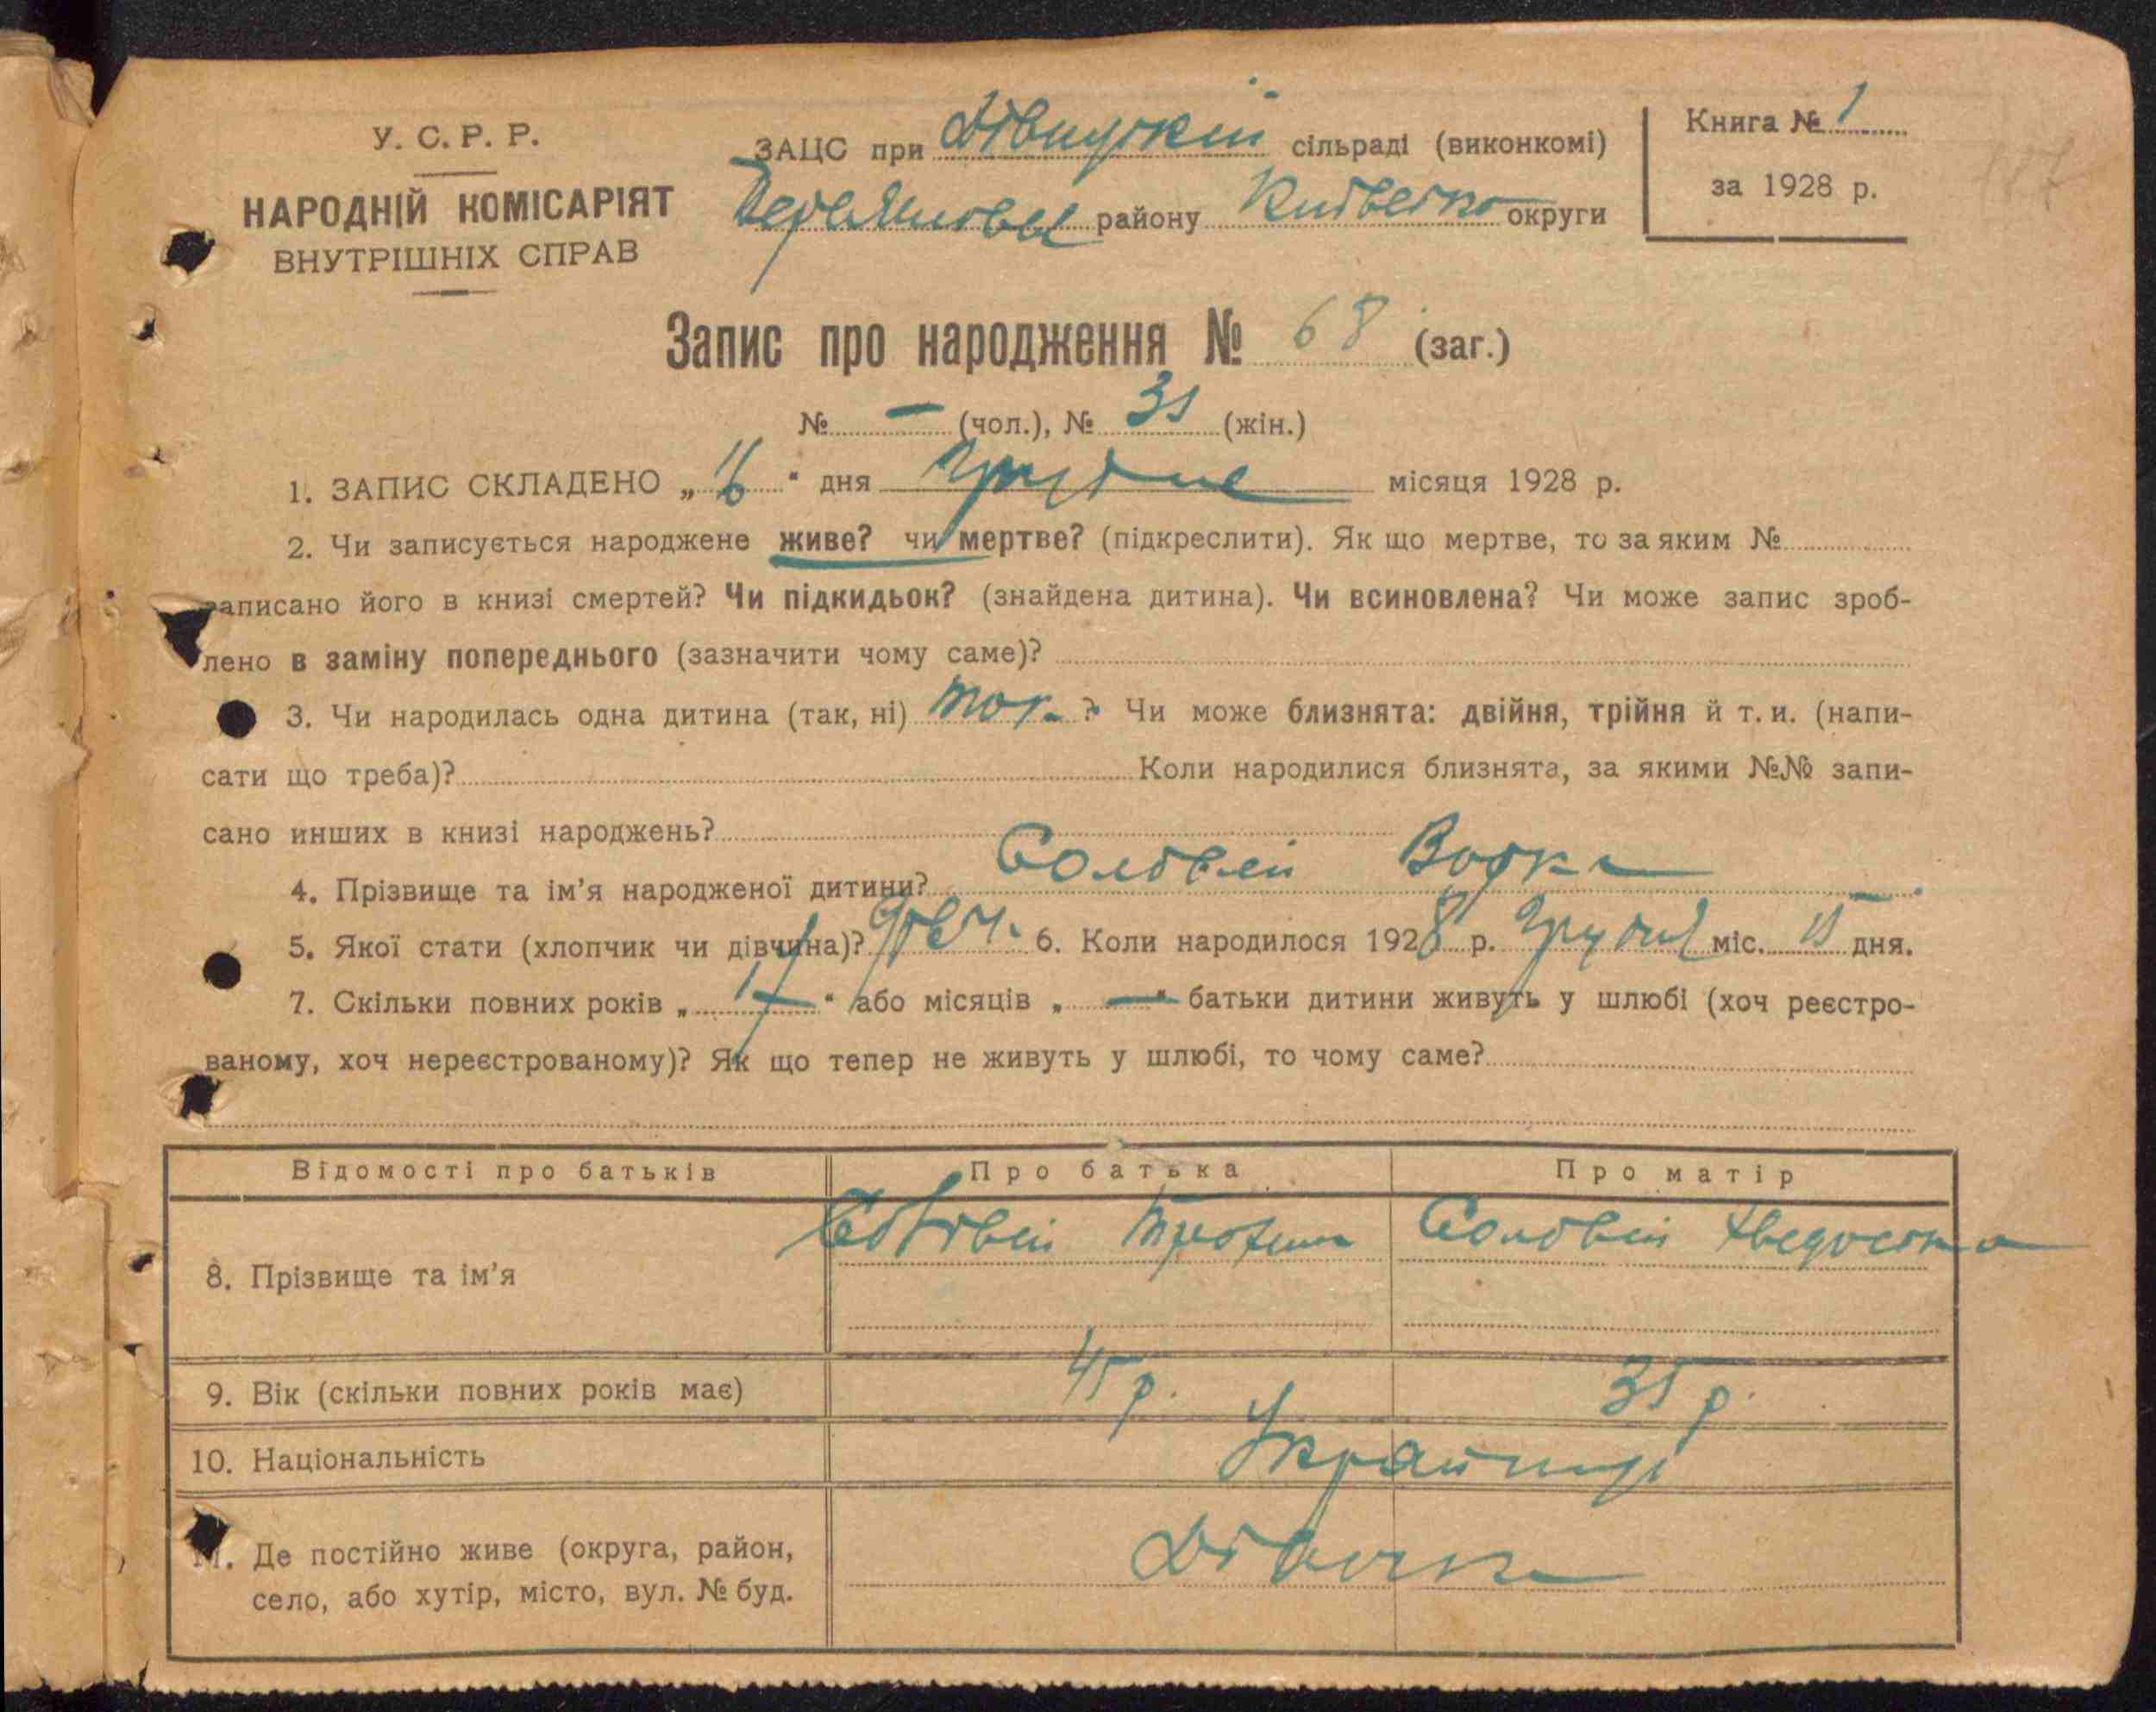 У. С. Р. Р.
НАРОДНІЙ КОМІСАРІЯТ
ВНУТРІШНІХ СПРАВ
ЗАЦС при Дівицькій сільраді (виконкомі)
району Київської округи
Книга № 1
за 1928 р.
Запис про народження № 68 (заг.)
№ — (чол.), № 31 (жін.)
1. ЗАПИС СКЛАДЕНО „16“ дня Грудня місяця 1928 р.
2. Чи записується народжене живе? чи мертве? (підкреслити). Як що мертве, то за яким №
записано його в книзі смертей? Чи підкидьок? (знайдена дитина). Чи всиновлена? Чи може запис зроб-
лено в заміну попереднього (зазначити чому саме)?
3. Чи народилась одна дитина (так, ні) так ? Чи може близнята: двійня, трійня й т. и. (напи-
сати що треба)? Коли народилися близнята, за якими №№ запи-
сано инших в книзі народжень?
4. Прізвище та ім’я народженої дитини? Соловей
5. Якої стати (хлопчик чи дівчина)? дівч. 6. Коли народилося 1928 р. Грудня міс. 15 дня.
7. Скільки повних років „17“ або місяців „—“ батьки дитини живуть у шлюбі (хоч реєстро-
ваному, хоч нереєстрованому)? Як що тепер не живуть у шлюбі, то чому саме?
Відомості про батьків Про батька Про матір
8. Прізвище та ім’я Соловей Трохим Соловей Хведоська
9. Вік (скільки повних років має) 45 р. 35 р.
10. Національність Українці
11. Де постійно живе (округа, район,
село, або хутір, місто, вул. № буд.
Дівички